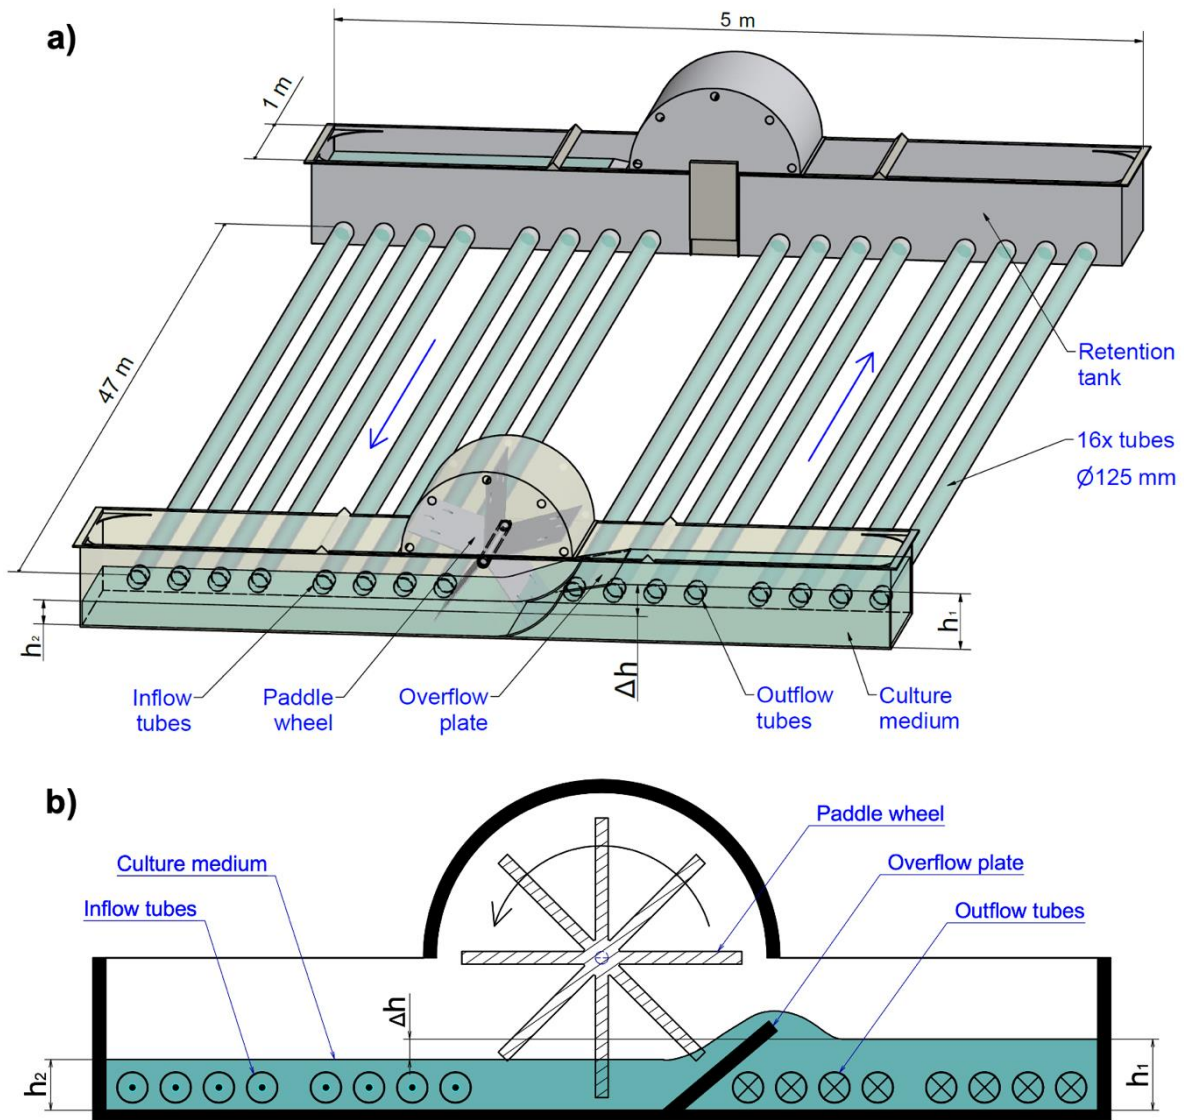 a)
5 m
1 m
47 m
Retention
tank
16x tubes
Ø125 mm
h₂
h₁
Δh
Inflow
tubes
Paddle
wheel
Overflow
plate
Outflow
tubes
Culture
medium
b)
Paddle wheel
Culture medium
Overflow plate
Inflow tubes
Outflow tubes
Δh
h₂
h₁